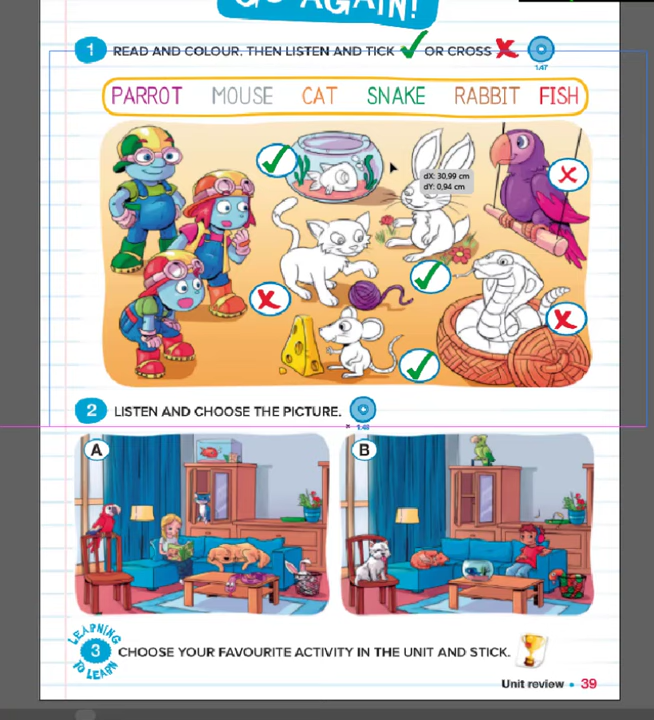 GO AGAIN!
1 READ AND COLOUR. THEN LISTEN AND TICK OR CROSS
1.47
PARROT MOUSE CAT SNAKE RABBIT FISH
dX: 30,99 cm
dY: 0,94 cm
2 LISTEN AND CHOOSE THE PICTURE.
1.48
A
B
LEARNING TO LEARN
3 CHOOSE YOUR FAVOURITE ACTIVITY IN THE UNIT AND STICK.
Unit review • 39